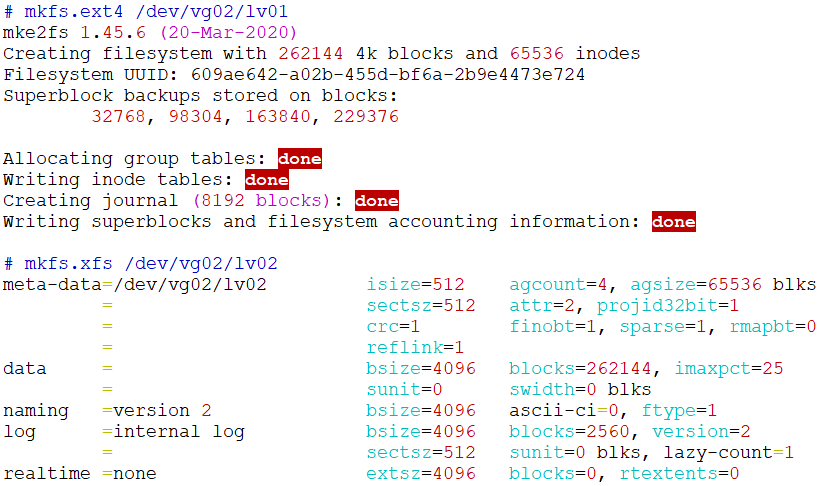 # mkfs.ext4 /dev/vg02/lv01
mke2fs 1.45.6 (20-Mar-2020)
Creating filesystem with 262144 4k blocks and 65536 inodes
Filesystem UUID: 609ae642-a02b-455d-bf6a-2b9e4473e724
Superblock backups stored on blocks:
        32768, 98304, 163840, 229376

Allocating group tables: done
Writing inode tables: done
Creating journal (8192 blocks): done
Writing superblocks and filesystem accounting information: done

# mkfs.xfs /dev/vg02/lv02
meta-data=/dev/vg02/lv02         isize=512    agcount=4, agsize=65536 blks
         =                       sectsz=512   attr=2, projid32bit=1
         =                       crc=1        finobt=1, sparse=1, rmapbt=0
         =                       reflink=1
data     =                       bsize=4096   blocks=262144, imaxpct=25
         =                       sunit=0      swidth=0 blks
naming   =version 2              bsize=4096   ascii-ci=0, ftype=1
log      =internal log           bsize=4096   blocks=2560, version=2
         =                       sectsz=512   sunit=0 blks, lazy-count=1
realtime =none                   extsz=4096   blocks=0, rtextents=0